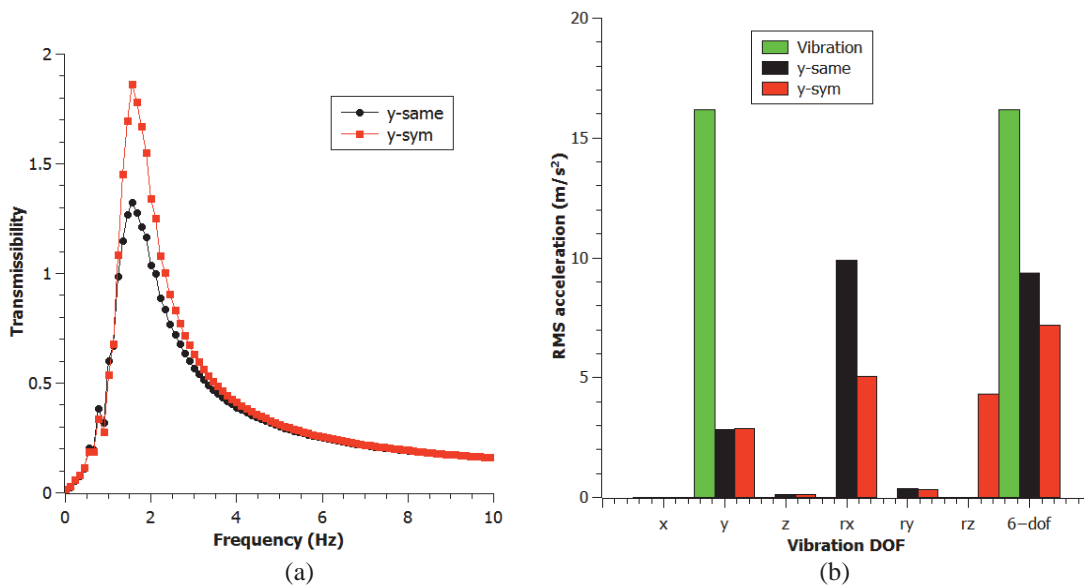 2
1.5
1
0.5
0
Transmissibility
y-same
y-sym
0 2 4 6 8 10
Frequency (Hz)
(a)
20
15
10
5
0
RMS acceleration (m/s²)
Vibration
y-same
y-sym
x y z rx ry rz 6-dof
Vibration DOF
(b)